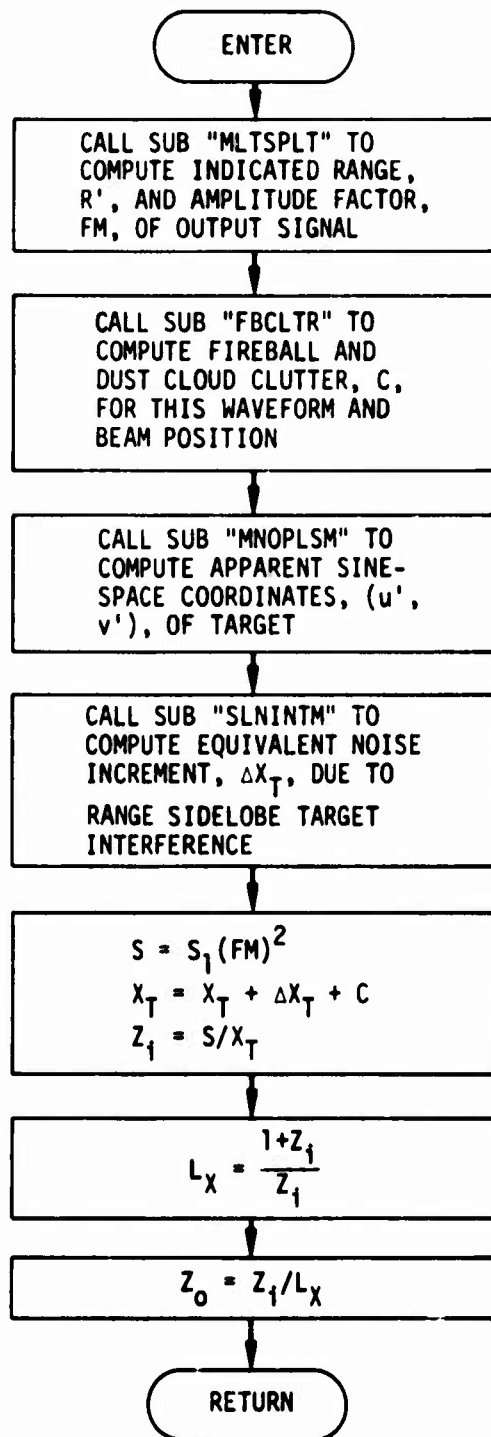 ENTER
CALL SUB "MLTSPLT" TO
COMPUTE INDICATED RANGE,
R', AND AMPLITUDE FACTOR,
FM, OF OUTPUT SIGNAL
CALL SUB "FBCLTR" TO
COMPUTE FIREBALL AND
DUST CLOUD CLUTTER, C,
FOR THIS WAVEFORM AND
BEAM POSITION
CALL SUB "MNOPLSM" TO
COMPUTE APPARENT SINE-
SPACE COORDINATES, (u',
v'), OF TARGET
CALL SUB "SLNINTM" TO
COMPUTE EQUIVALENT NOISE
INCREMENT, ΔX_T, DUE TO
RANGE SIDELOBE TARGET
INTERFERENCE
S = S_i(FM)^2
X_T = X_T + ΔX_T + C
Z_i = S/X_T
L_X = (1+Z_i)/Z_i
Z_o = Z_i/L_X
RETURN